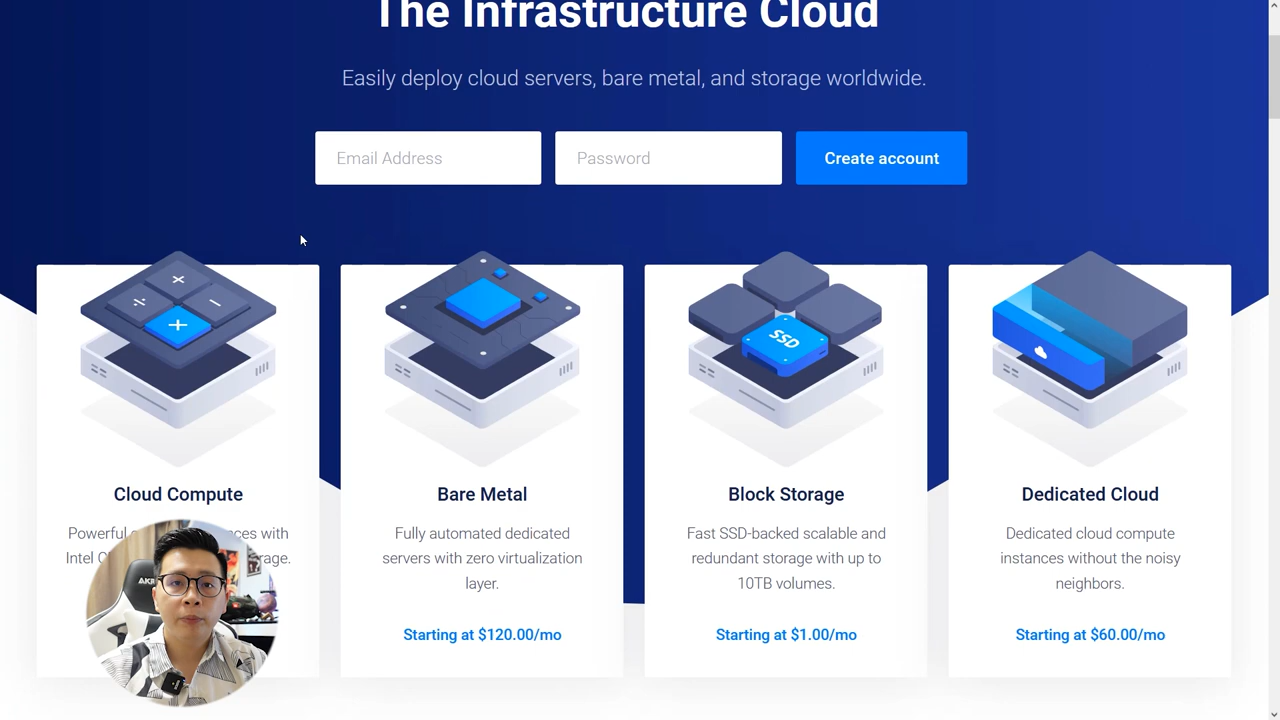 The Infrastructure Cloud
Easily deploy cloud servers, bare metal, and storage worldwide.
Email Address
Password
Create account
SSD
Cloud Compute
Powerful
with
Intel
Bare Metal
Fully automated dedicated
servers with zero virtualization
layer.
Starting at $120.00/mo
Block Storage
Fast SSD-backed scalable and
redundant storage with up to
10TB volumes.
Starting at $1.00/mo
Dedicated Cloud
Dedicated cloud compute
instances without the noisy
neighbors.
Starting at $60.00/mo